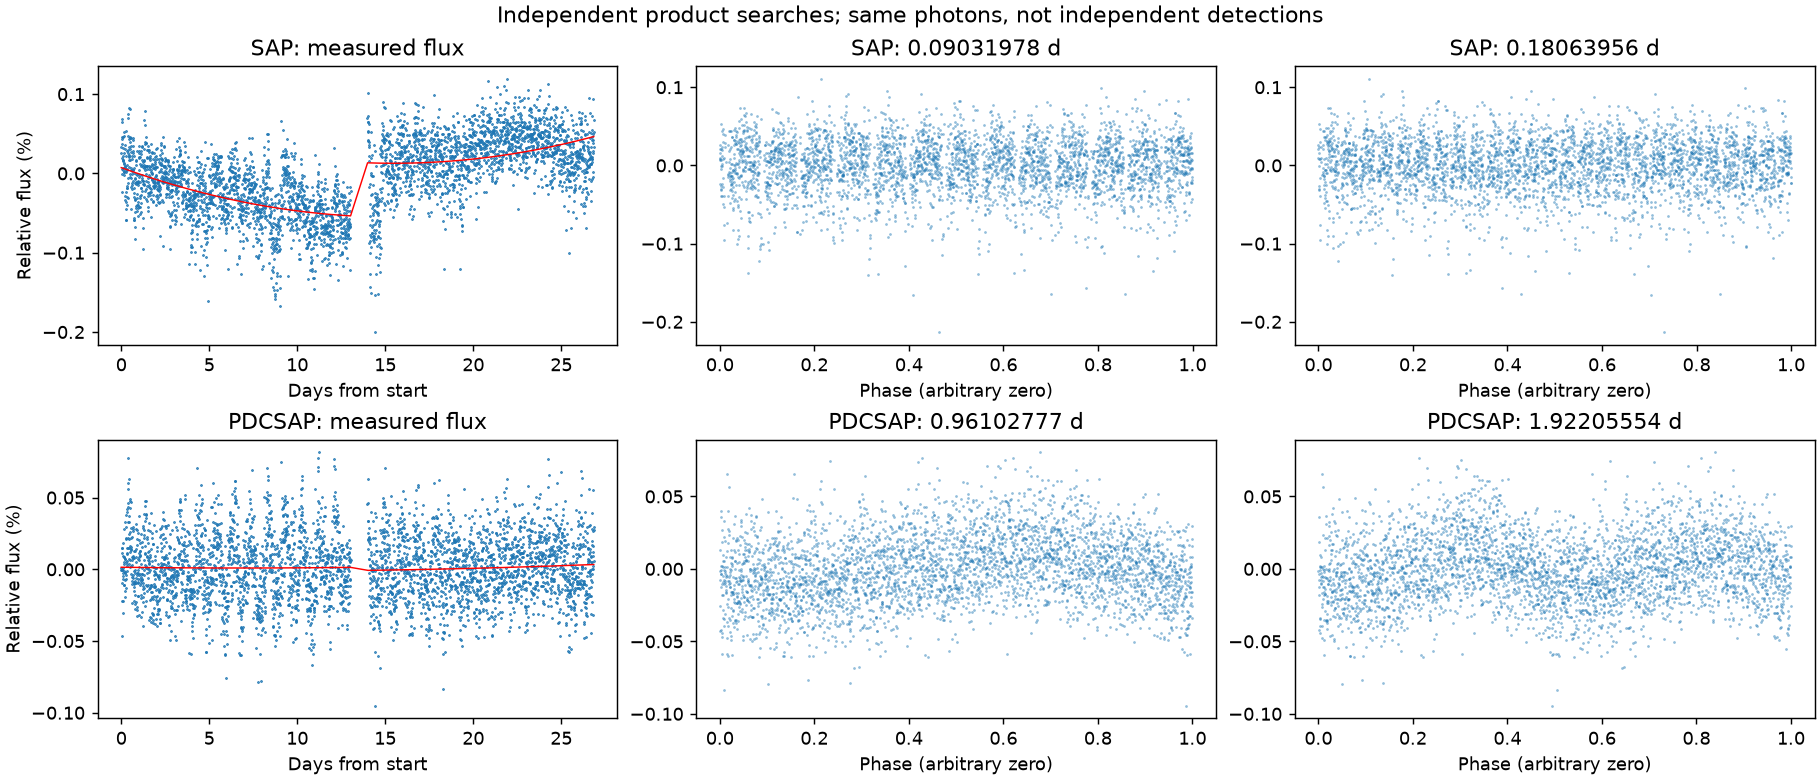 Independent product searches; same photons, not independent detections
SAP: measured flux
SAP: 0.09031978 d
SAP: 0.18063956 d
Relative flux (%)
0.1
0.0
−0.1
−0.2
0 5 10 15 20 25
Days from start
0.1
0.0
−0.1
−0.2
0.0 0.2 0.4 0.6 0.8 1.0
Phase (arbitrary zero)
0.1
0.0
−0.1
−0.2
0.0 0.2 0.4 0.6 0.8 1.0
Phase (arbitrary zero)
PDCSAP: measured flux
PDCSAP: 0.96102777 d
PDCSAP: 1.92205554 d
Relative flux (%)
0.05
0.00
−0.05
−0.10
0 5 10 15 20 25
Days from start
0.05
0.00
−0.05
−0.10
0.0 0.2 0.4 0.6 0.8 1.0
Phase (arbitrary zero)
0.05
0.00
−0.05
−0.10
0.0 0.2 0.4 0.6 0.8 1.0
Phase (arbitrary zero)